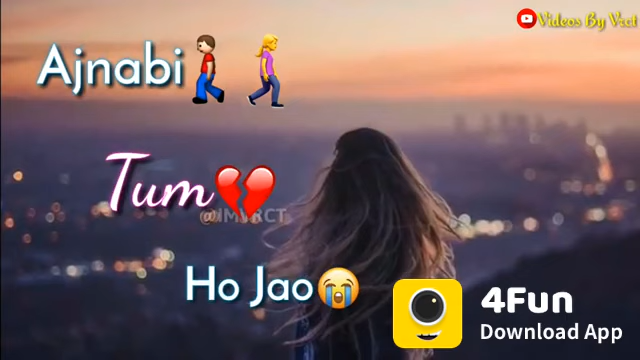 Videos By Vrct
Ajnabi🚶🚶‍♀️
Tum💔
@IMVRCT
Ho Jao😭
4Fun
Download App